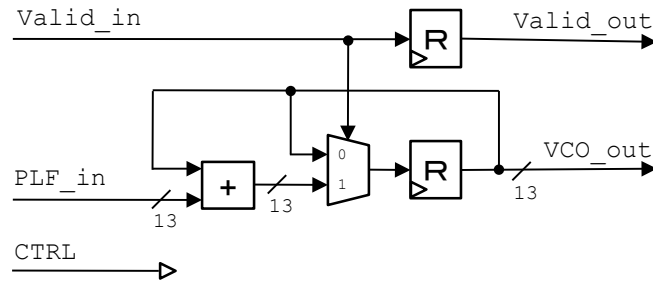 Valid_in
Valid_out
R
0
R
VCO_out
PLF_in
+
1
13
13
13
CTRL